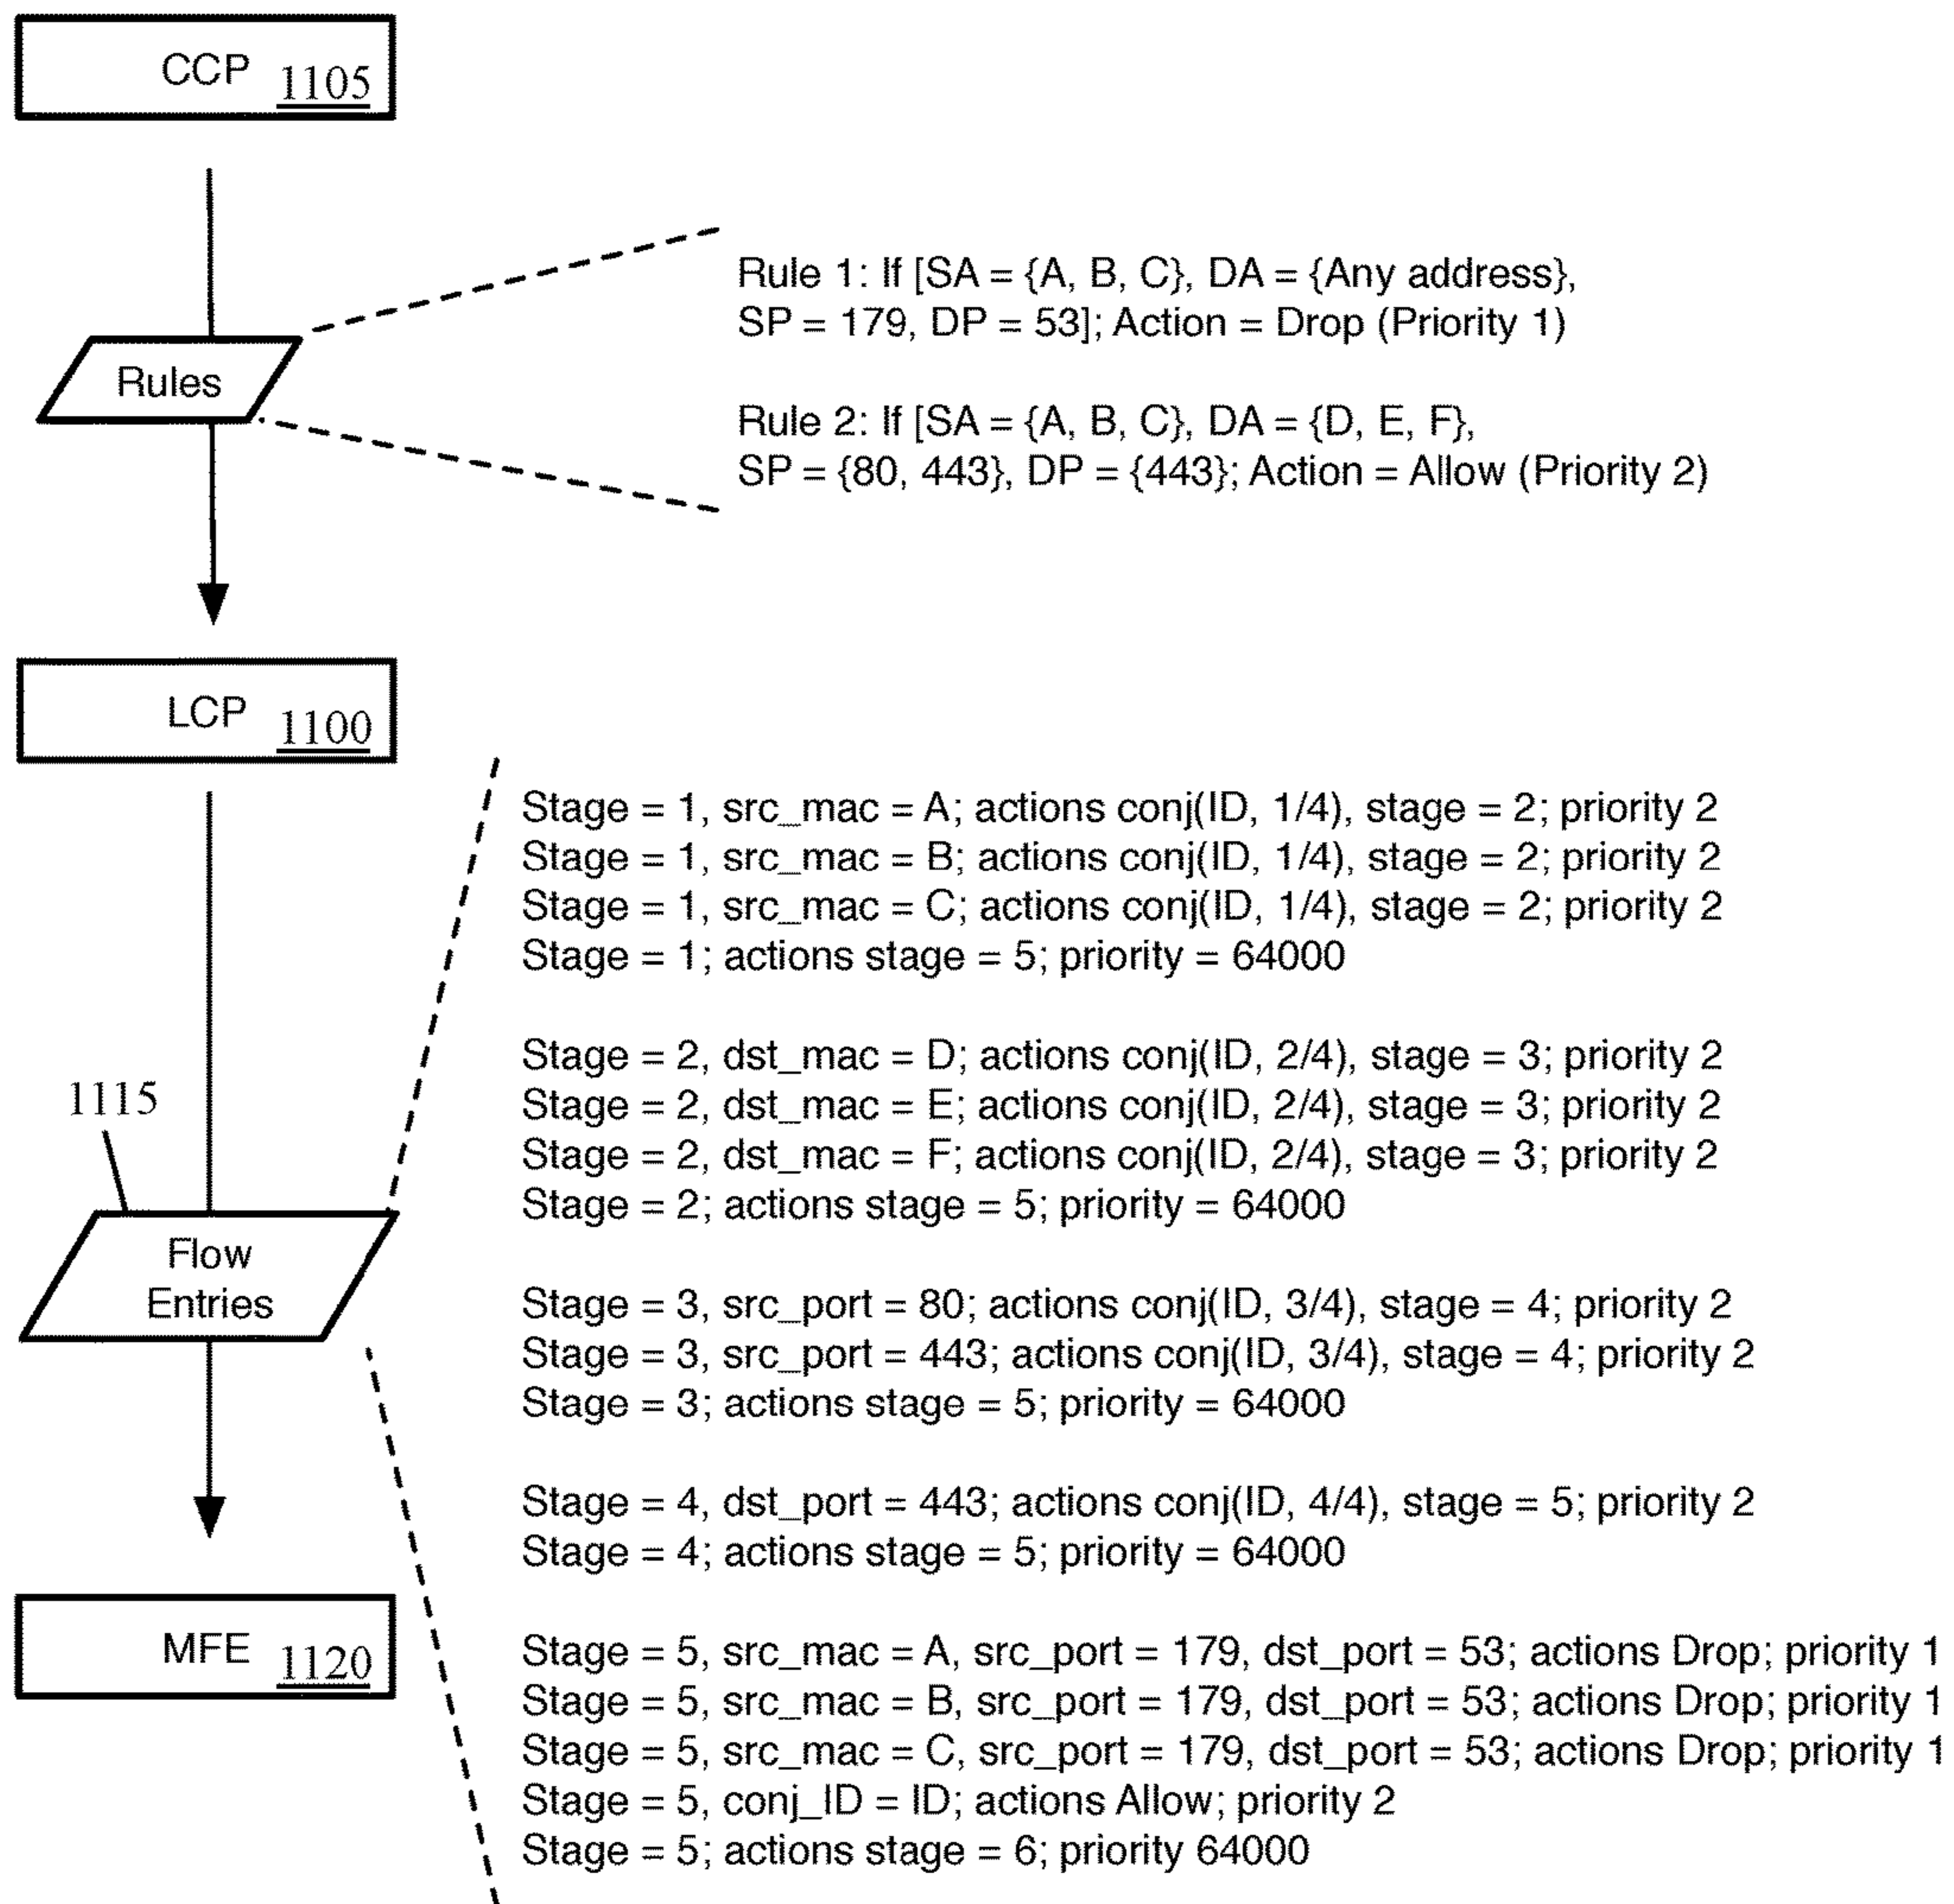 CCP 1105
Rule 1: If [SA = {A, B, C}, DA = {Any address},
SP = 179, DP = 53]; Action = Drop (Priority 1)
Rules
Rule 2: If [SA = {A, B, C}, DA = {D, E, F},
SP = {80, 443}, DP = {443}; Action = Allow (Priority 2)
LCP 1100
Stage = 1, src_mac = A; actions conj(ID, 1/4), stage = 2; priority 2
Stage = 1, src_mac = B; actions conj(ID, 1/4), stage = 2; priority 2
Stage = 1, src_mac = C; actions conj(ID, 1/4), stage = 2; priority 2
Stage = 1; actions stage = 5; priority = 64000
Stage = 2, dst_mac = D; actions conj(ID, 2/4), stage = 3; priority 2
Stage = 2, dst_mac = E; actions conj(ID, 2/4), stage = 3; priority 2
Stage = 2, dst_mac = F; actions conj(ID, 2/4), stage = 3; priority 2
Stage = 2; actions stage = 5; priority = 64000
1115
Flow
Entries
Stage = 3, src_port = 80; actions conj(ID, 3/4), stage = 4; priority 2
Stage = 3, src_port = 443; actions conj(ID, 3/4), stage = 4; priority 2
Stage = 3; actions stage = 5; priority = 64000
Stage = 4, dst_port = 443; actions conj(ID, 4/4), stage = 5; priority 2
Stage = 4; actions stage = 5; priority = 64000
MFE 1120
Stage = 5, src_mac = A, src_port = 179, dst_port = 53; actions Drop; priority 1
Stage = 5, src_mac = B, src_port = 179, dst_port = 53; actions Drop; priority 1
Stage = 5, src_mac = C, src_port = 179, dst_port = 53; actions Drop; priority 1
Stage = 5, conj_ID = ID; actions Allow; priority 2
Stage = 5; actions stage = 6; priority 64000